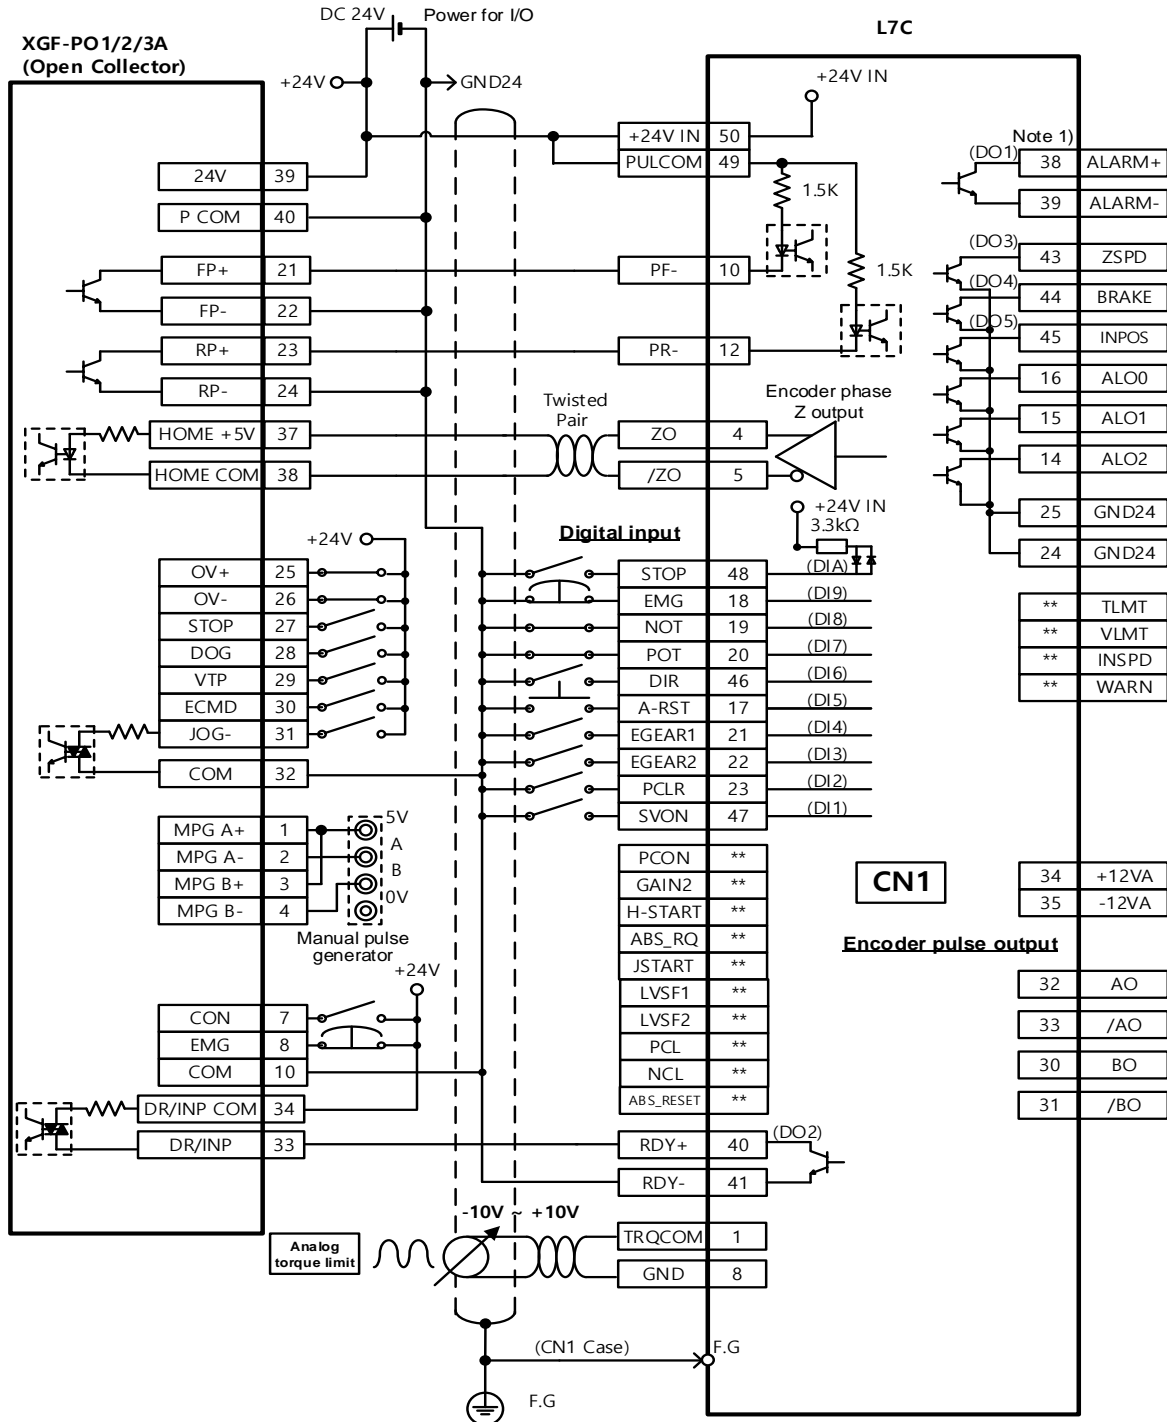 DC 24V Power for I/O
XGF-PO1/2/3A
(Open Collector)
L7C
+24V
GND24
+24V IN
+24V IN 50
PULCOM 49
1.5K
1.5K
Note 1)
(DO1) 38 ALARM+
39 ALARM-
24V 39
P COM 40
(DO3) 43 ZSPD
(DO4) 44 BRAKE
(DO5) 45 INPOS
16 ALO0
15 ALO1
14 ALO2
25 GND24
24 GND24
FP+ 21
FP- 22
RP+ 23
RP- 24
PF- 10
PR- 12
HOME +5V 37
HOME COM 38
Twisted
Pair
ZO 4
/ZO 5
Encoder phase
Z output
+24V IN
3.3kΩ
Digital input
+24V
OV+ 25
OV- 26
STOP 27
DOG 28
VTP 29
ECMD 30
JOG- 31
COM 32
STOP 48 (DIA)
EMG 18 (DI9)
NOT 19 (DI8)
POT 20 (DI7)
DIR 46 (DI6)
A-RST 17 (DI5)
EGEAR1 21 (DI4)
EGEAR2 22 (DI3)
PCLR 23 (DI2)
SVON 47 (DI1)
** TLMT
** VLMT
** INSPD
** WARN
MPG A+ 1
MPG A- 2
MPG B+ 3
MPG B- 4
5V
A
B
0V
Manual pulse
generator
PCON **
GAIN2 **
H-START **
ABS_RQ **
JSTART **
LVSF1 **
LVSF2 **
PCL **
NCL **
ABS_RESET **
CN1
34 +12VA
35 -12VA
Encoder pulse output
32 AO
33 /AO
30 BO
31 /BO
+24V
CON 7
EMG 8
COM 10
DR/INP COM 34
DR/INP 33
RDY+ 40 (DO2)
RDY- 41
-10V ~ +10V
Analog
torque limit
TRQCOM 1
GND 8
(CN1 Case)
F.G
F.G